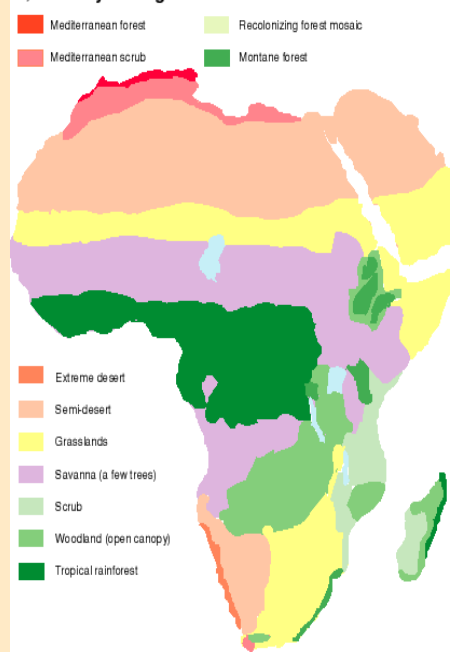 Mediterranean forest
Recolonizing forest mosaic
Mediterranean scrub
Montane forest
Extreme desert
Semi-desert
Grasslands
Savanna (a few trees)
Scrub
Woodland (open canopy)
Tropical rainforest